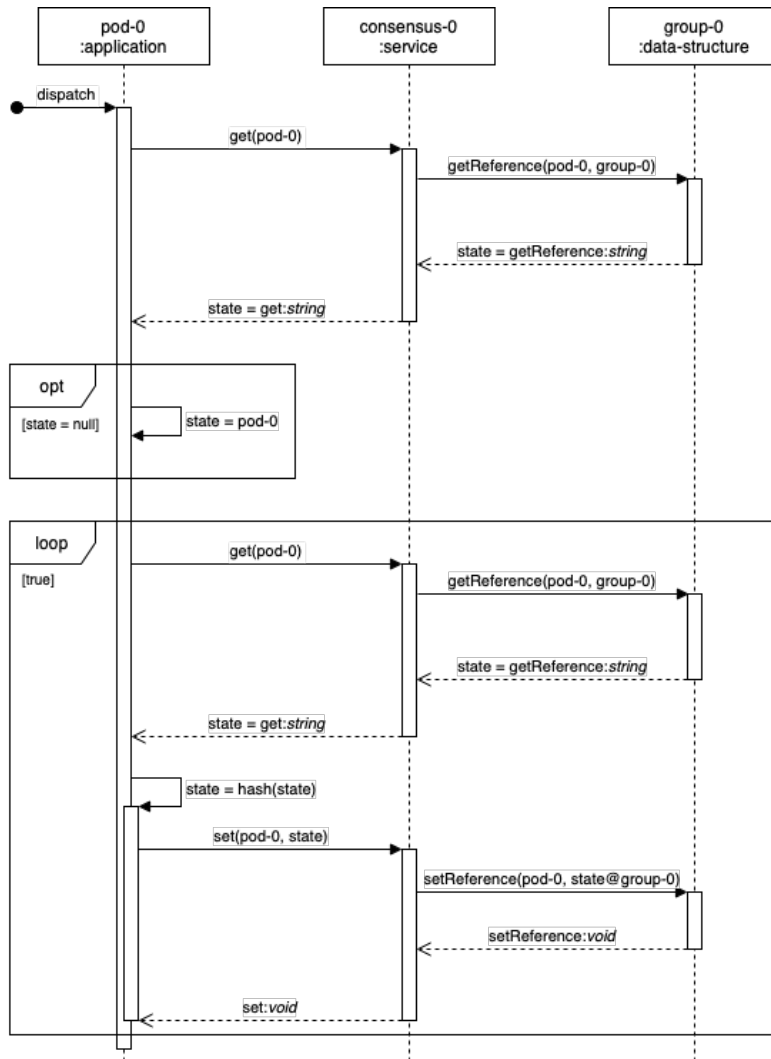 pod-0
:application
consensus-0
:service
group-0
:data-structure
dispatch
get(pod-0)
getReference(pod-0, group-0)
state = getReference:string
state = get:string
opt
[state = null]
state = pod-0
loop
[true]
get(pod-0)
getReference(pod-0, group-0)
state = getReference:string
state = get:string
state = hash(state)
set(pod-0, state)
setReference(pod-0, state@group-0)
setReference:void
set:void